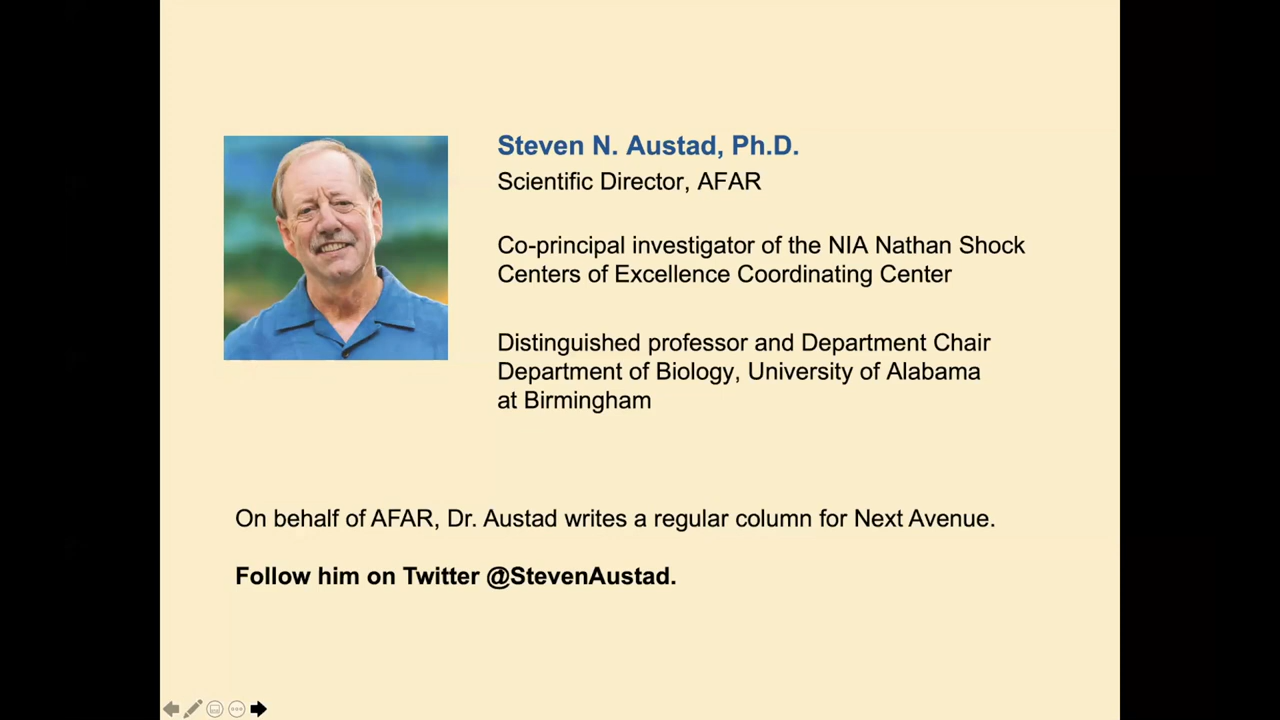 Steven N. Austad, Ph.D.
Scientific Director, AFAR
Co-principal investigator of the NIA Nathan Shock
Centers of Excellence Coordinating Center
Distinguished professor and Department Chair
Department of Biology, University of Alabama
at Birmingham
On behalf of AFAR, Dr. Austad writes a regular column for Next Avenue.
Follow him on Twitter @StevenAustad.